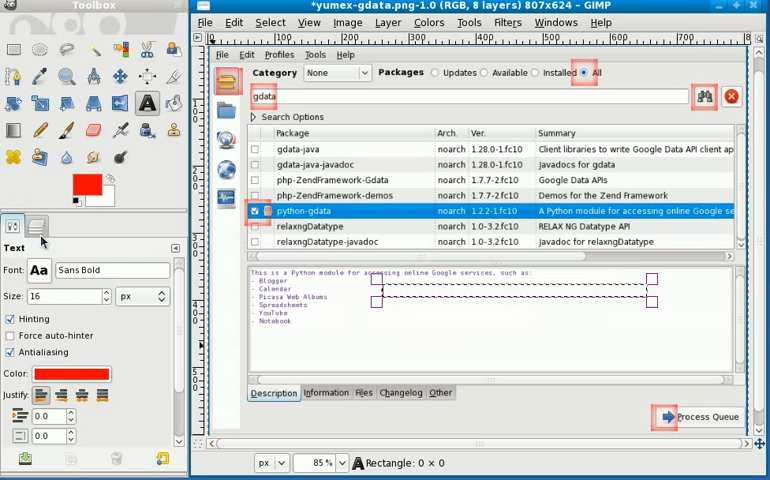 Toolbox
*yumex-gdata.png-1.0 (RGB, 8 layers) 807x624 – GIMP
File Edit Select View Image Layer Colors Tools Filters Windows Help
0 100 200 300 400 500 600 700
File Edit Profiles Tools Help
Category None Packages Updates Available Installed All
gdata
Search Options
Package Arch. Ver. Summary
gdata-java noarch 1.28.0-1.fc10 Client libraries to write Google Data API client ap
gdata-java-javadoc noarch 1.28.0-1.fc10 Javadocs for gdata
php-ZendFramework-Gdata noarch 1.7.7-2.fc10 Google Data APIs
php-ZendFramework-demos noarch 1.7.7-2.fc10 Demos for the Zend Framework
python-gdata noarch 1.2.2-1.fc10 A Python module for accessing online Google se
relaxngDatatype noarch 1.0-3.2.fc10 RELAX NG Datatype API
relaxngDatatype-javadoc noarch 1.0-3.2.fc10 Javadoc for relaxngDatatype
This is a Python module for accessing online Google services, such as:
- Blogger
- Calendar
- Picasa Web Albums
- Spreadsheets
- YouTube
- Notebook
Description Information Files Changelog Other
Process Queue
px 85% Rectangle: 0 × 0
Text
Font: Aa Sans Bold
Size: 16 px
Hinting
Force auto-hinter
Antialiasing
Color:
Justify:
0.0
0.0